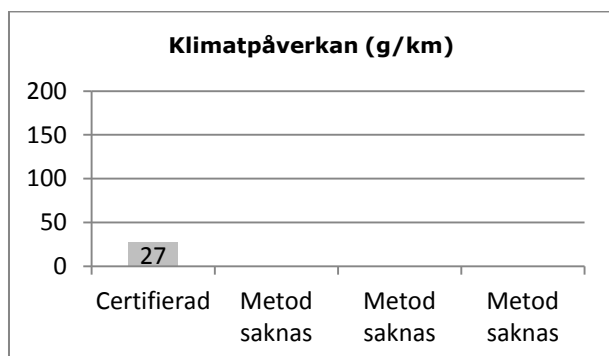 Klimatpåverkan (g/km)
200
150
100
50
0
27
Certifierad
Metod
saknas
Metod
saknas
Metod
saknas